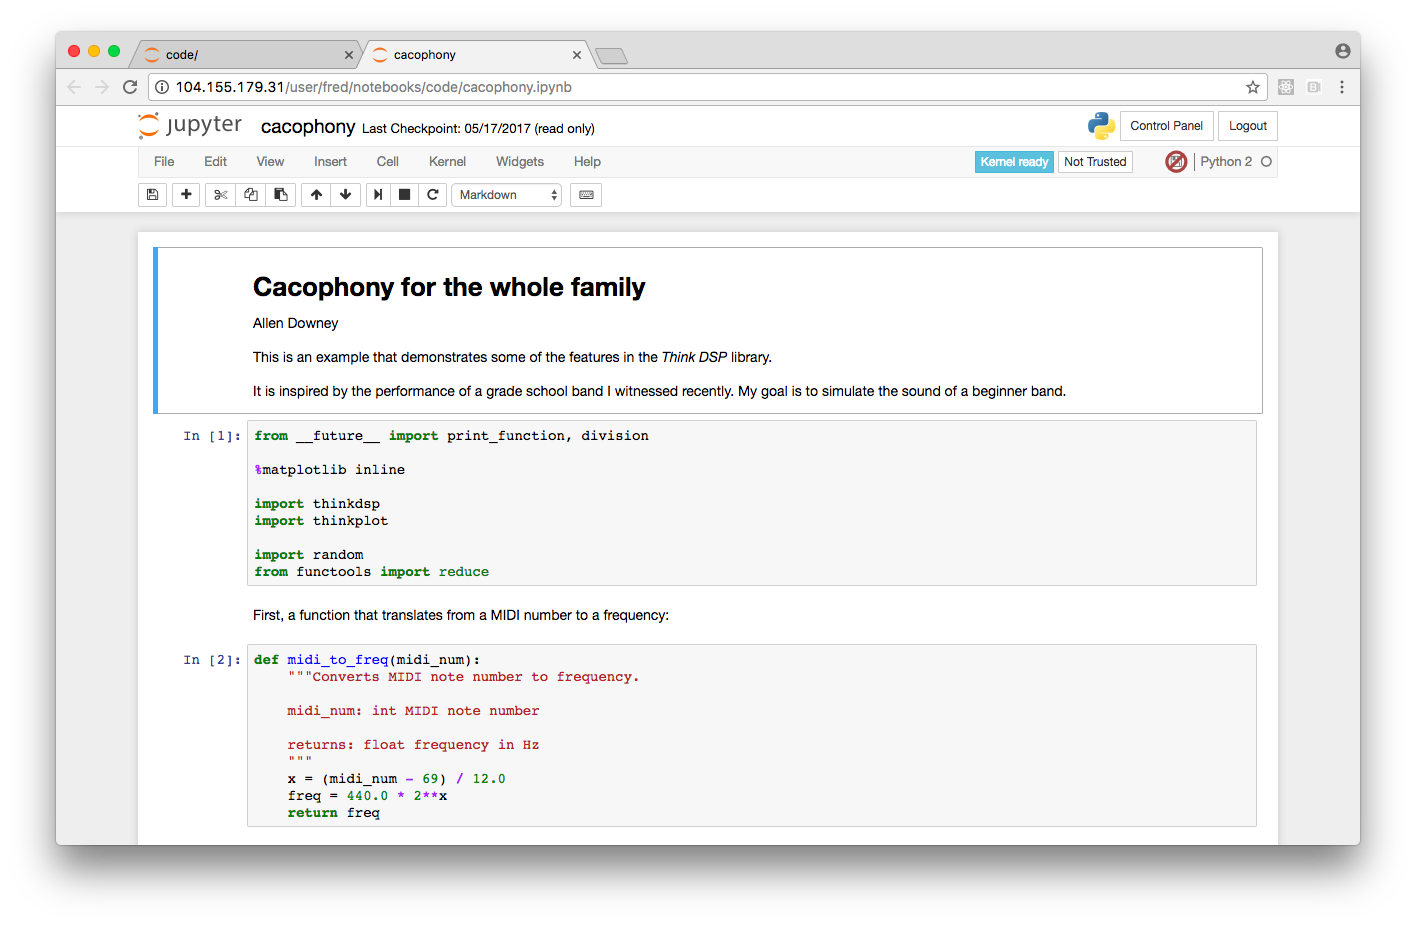 code/
cacophony
104.155.179.31/user/fred/notebooks/code/cacophony.ipynb
jupyter cacophony Last Checkpoint: 05/17/2017 (read only)
Control Panel
Logout
File Edit View Insert Cell Kernel Widgets Help
Kernel ready
Not Trusted
Python 2
Markdown
Cacophony for the whole family
Allen Downey
This is an example that demonstrates some of the features in the Think DSP library.
It is inspired by the performance of a grade school band I witnessed recently. My goal is to simulate the sound of a beginner band.
In [1]: from __future__ import print_function, division
%matplotlib inline
import thinkdsp
import thinkplot
import random
from functools import reduce
First, a function that translates from a MIDI number to a frequency:
In [2]: def midi_to_freq(midi_num):
"""Converts MIDI note number to frequency.
midi_num: int MIDI note number
returns: float frequency in Hz
"""
x = (midi_num - 69) / 12.0
freq = 440.0 * 2**x
return freq